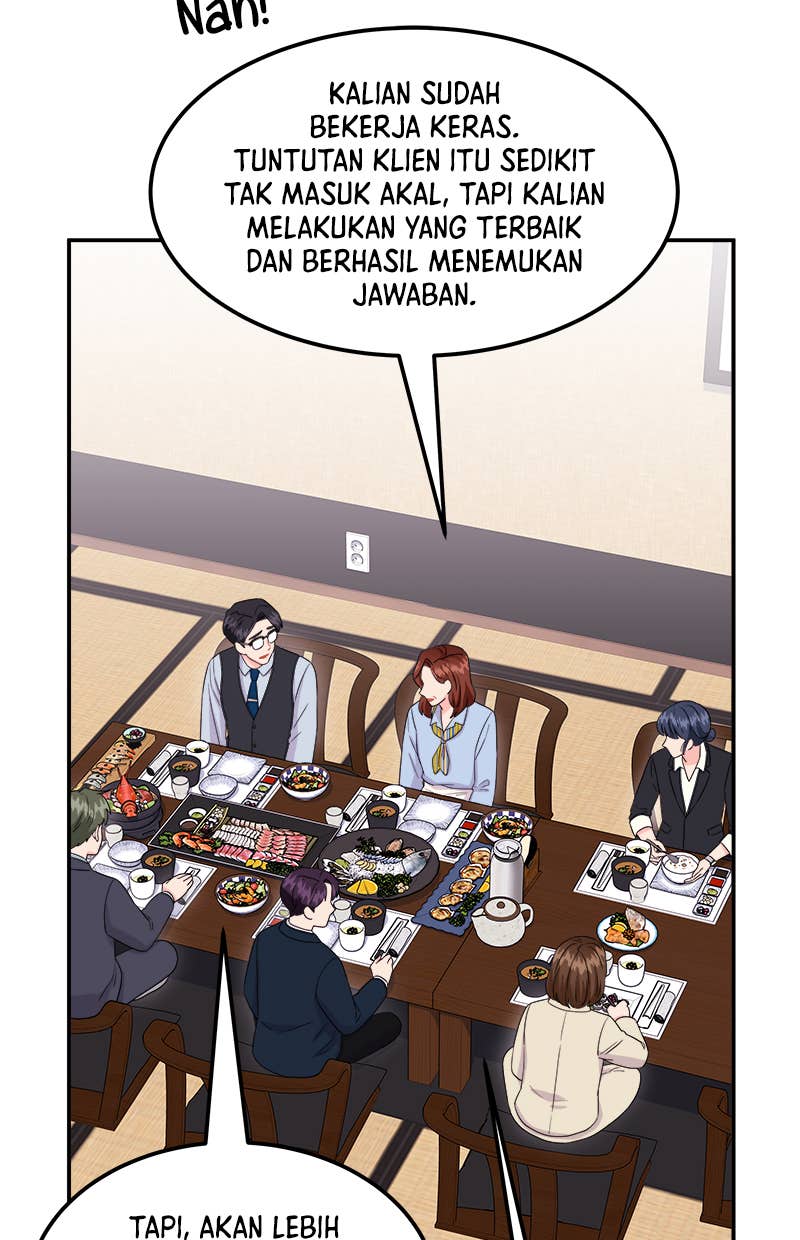 Nah!
KALIAN SUDAH
BEKERJA KERAS.
TUNTUTAN KLIEN ITU SEDIKIT
TAK MASUK AKAL, TAPI KALIAN
MELAKUKAN YANG TERBAIK
DAN BERHASIL MENEMUKAN
JAWABAN.
TAPI, AKAN LEBIH